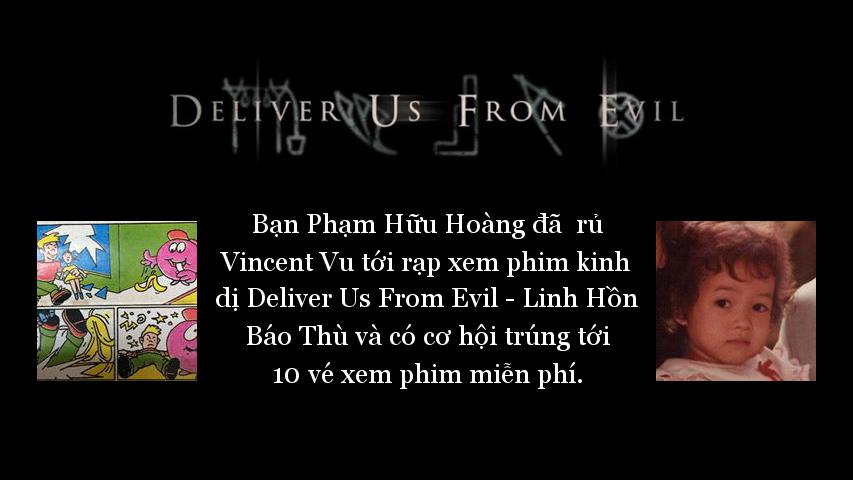 DELIVER US FROM EVIL
Bạn Phạm Hữu Hoàng đã rủ
Vincent Vu tới rạp xem phim kinh
dị Deliver Us From Evil - Linh Hồn
Báo Thù và có cơ hội trúng tới
10 vé xem phim miễn phí.